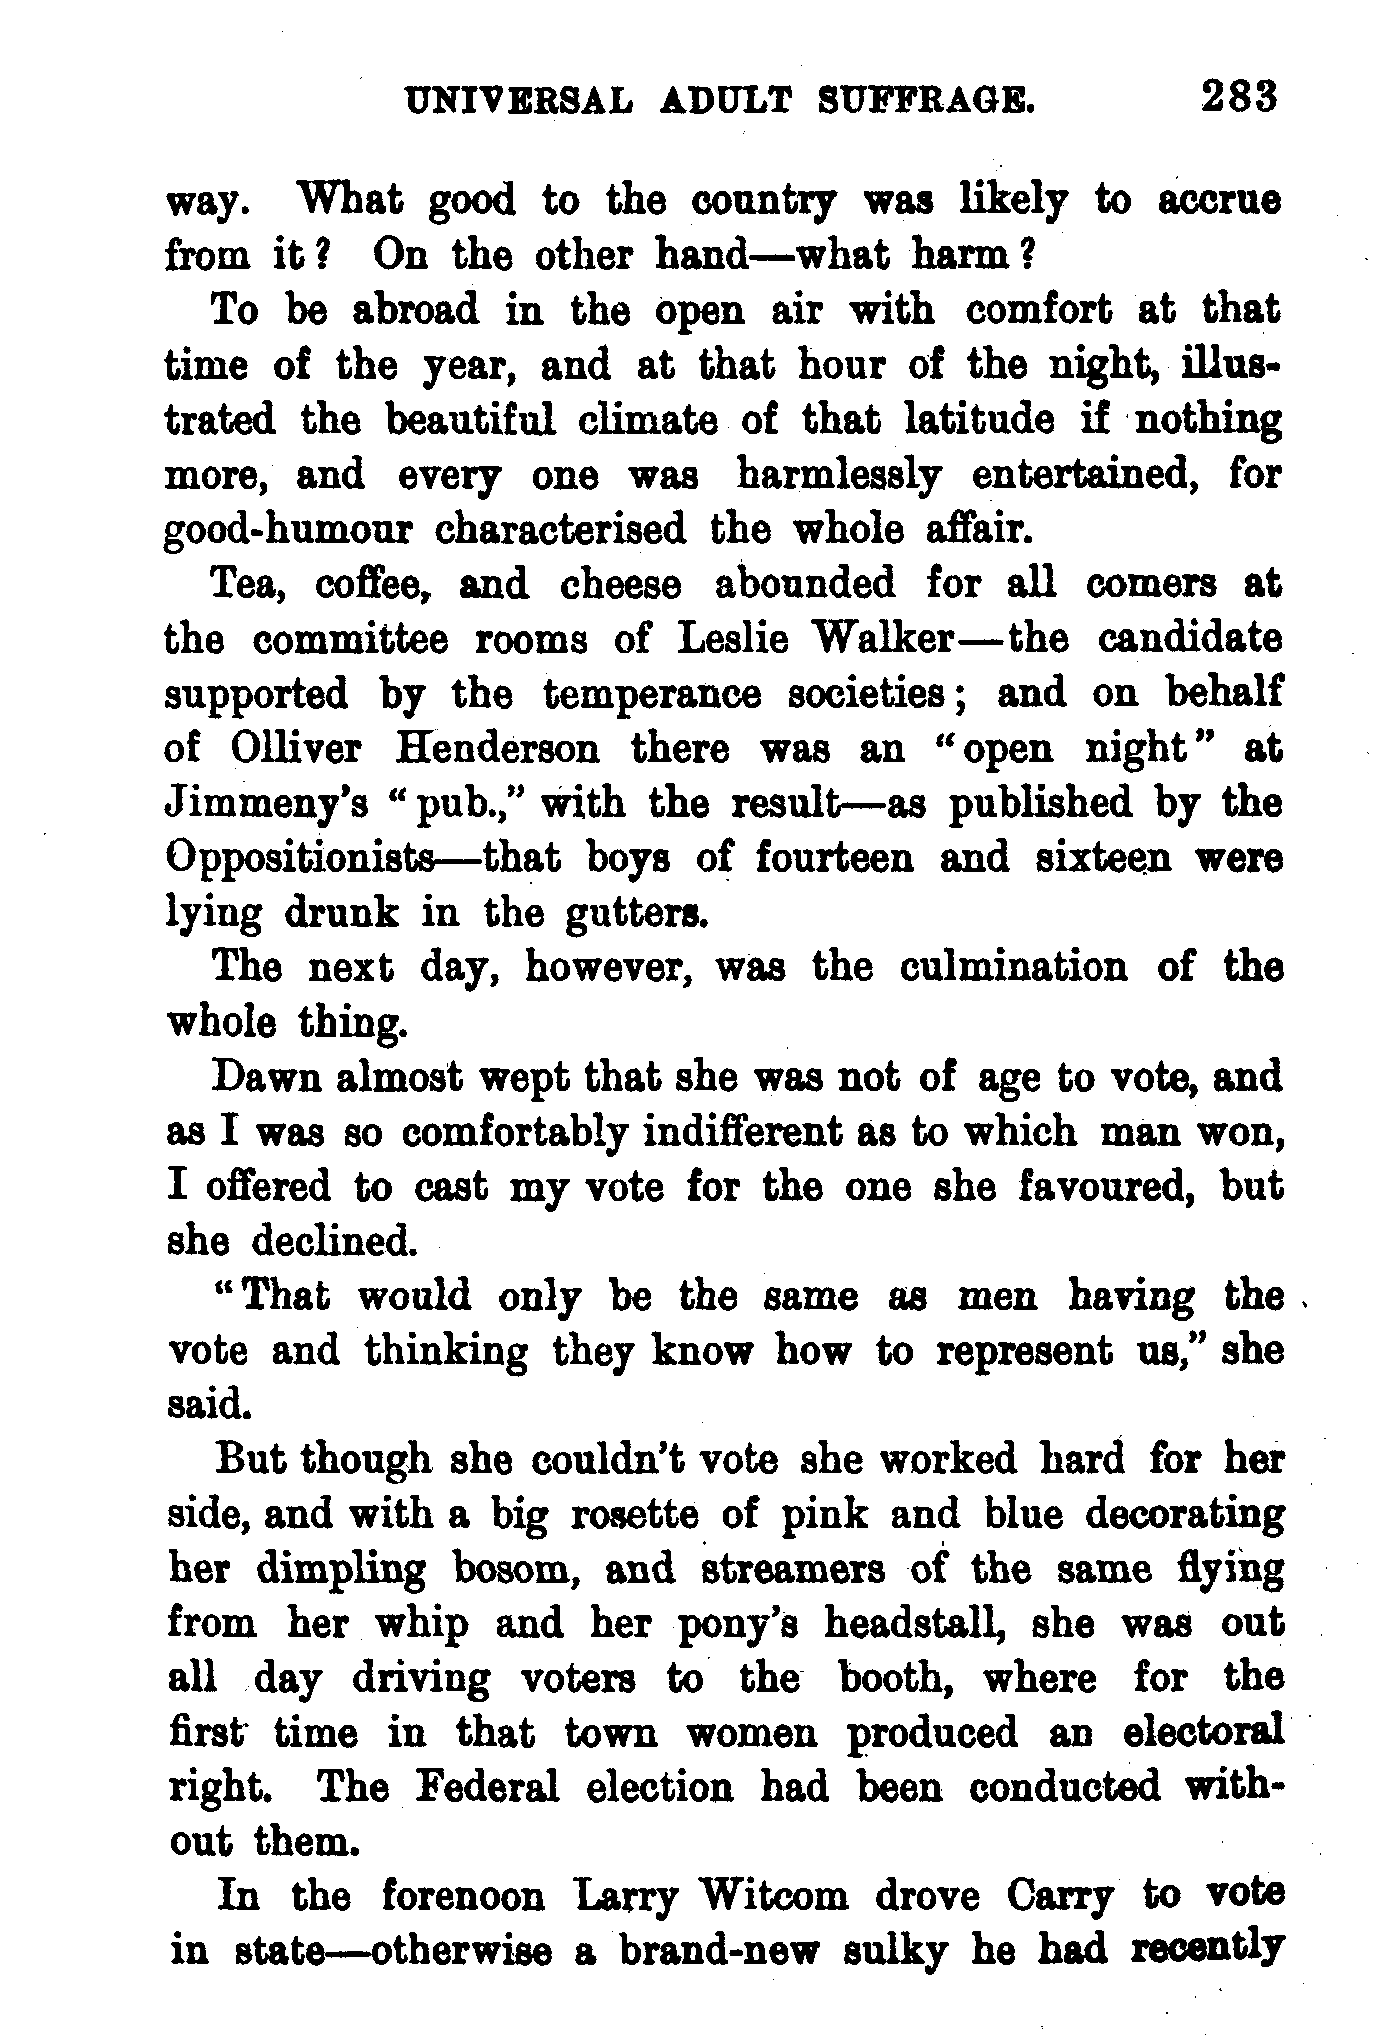 UNIVERSAL ADULT SUFFRAGE. 283
way. What good to the country was likely to accrue
from it? On the other hand—what harm?
To be abroad in the open air with comfort at that
time of the year, and at that hour of the night, illus-
trated the beautiful climate of that latitude if nothing
more, and every one was harmlessly entertained, for
good-humour characterised the whole affair.
Tea, coffee, and cheese abounded for all comers at
the committee rooms of Leslie Walker—the candidate
supported by the temperance societies; and on behalf
of Olliver Henderson there was an "open night" at
Jimmeny's "pub.," with the result—as published by the
Oppositionists—that boys of fourteen and sixteen were
lying drunk in the gutters.
The next day, however, was the culmination of the
whole thing.
Dawn almost wept that she was not of age to vote, and
as I was so comfortably indifferent as to which man won,
I offered to cast my vote for the one she favoured, but
she declined.
"That would only be the same as men having the
vote and thinking they know how to represent us," she
said.
But though she couldn't vote she worked hard for her
side, and with a big rosette of pink and blue decorating
her dimpling bosom, and streamers of the same flying
from her whip and her pony's headstall, she was out
all day driving voters to the booth, where for the
first time in that town women produced an electoral
right. The Federal election had been conducted with-
out them.
In the forenoon Larry Witcom drove Carry to vote
in state—otherwise a brand-new sulky he had recently